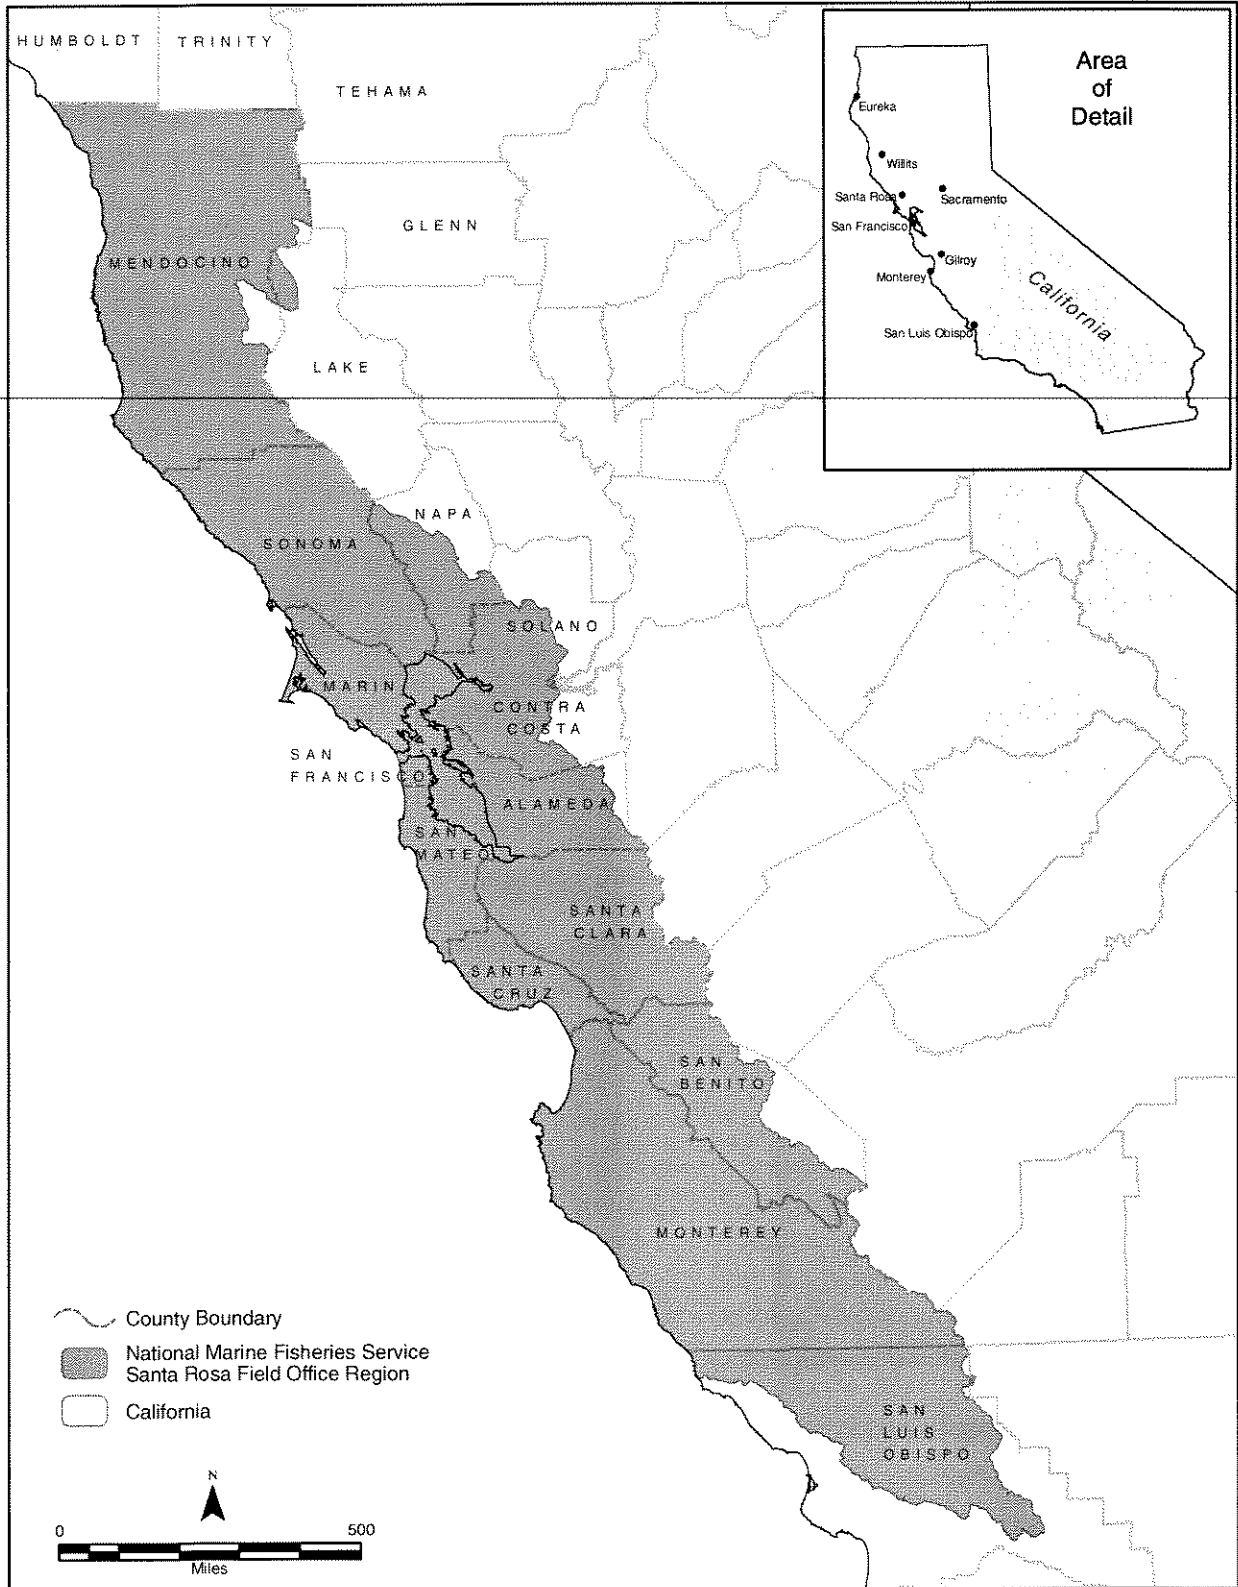 HUMBOLDT
TRINITY
TEHAMA
GLENN
MENDOCINO
LAKE
NAPA
SONOMA
SOLANO
MARIN
CONTRA
COSTA
SAN
FRANCISCO
ALAMEDA
SAN
MATEO
SANTA
CLARA
SANTA
CRUZ
SAN
BENITO
MONTEREY
SAN
LUIS
OBISPO
Area
of
Detail
Eureka
Willits
Santa Rosa
Sacramento
San Francisco
Gilroy
Monterey
California
San Luis Obispo
County Boundary
National Marine Fisheries Service
Santa Rosa Field Office Region
California
N
0 500
Miles